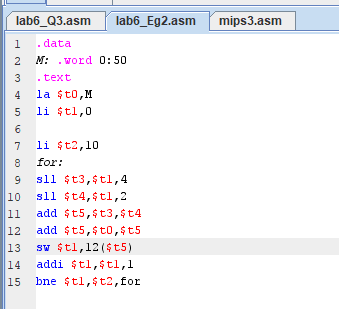 lab6_Q3.asm lab6_Eg2.asm mips3.asm
1 .data
2 M: .word 0:50
3 .text
4 la $t0,M
5 li $t1,0
6
7 li $t2,10
8 for:
9 sll $t3,$t1,4
10 sll $t4,$t1,2
11 add $t5,$t3,$t4
12 add $t5,$t0,$t5
13 sw $t1,12($t5)
14 addi $t1,$t1,1
15 bne $t1,$t2,for